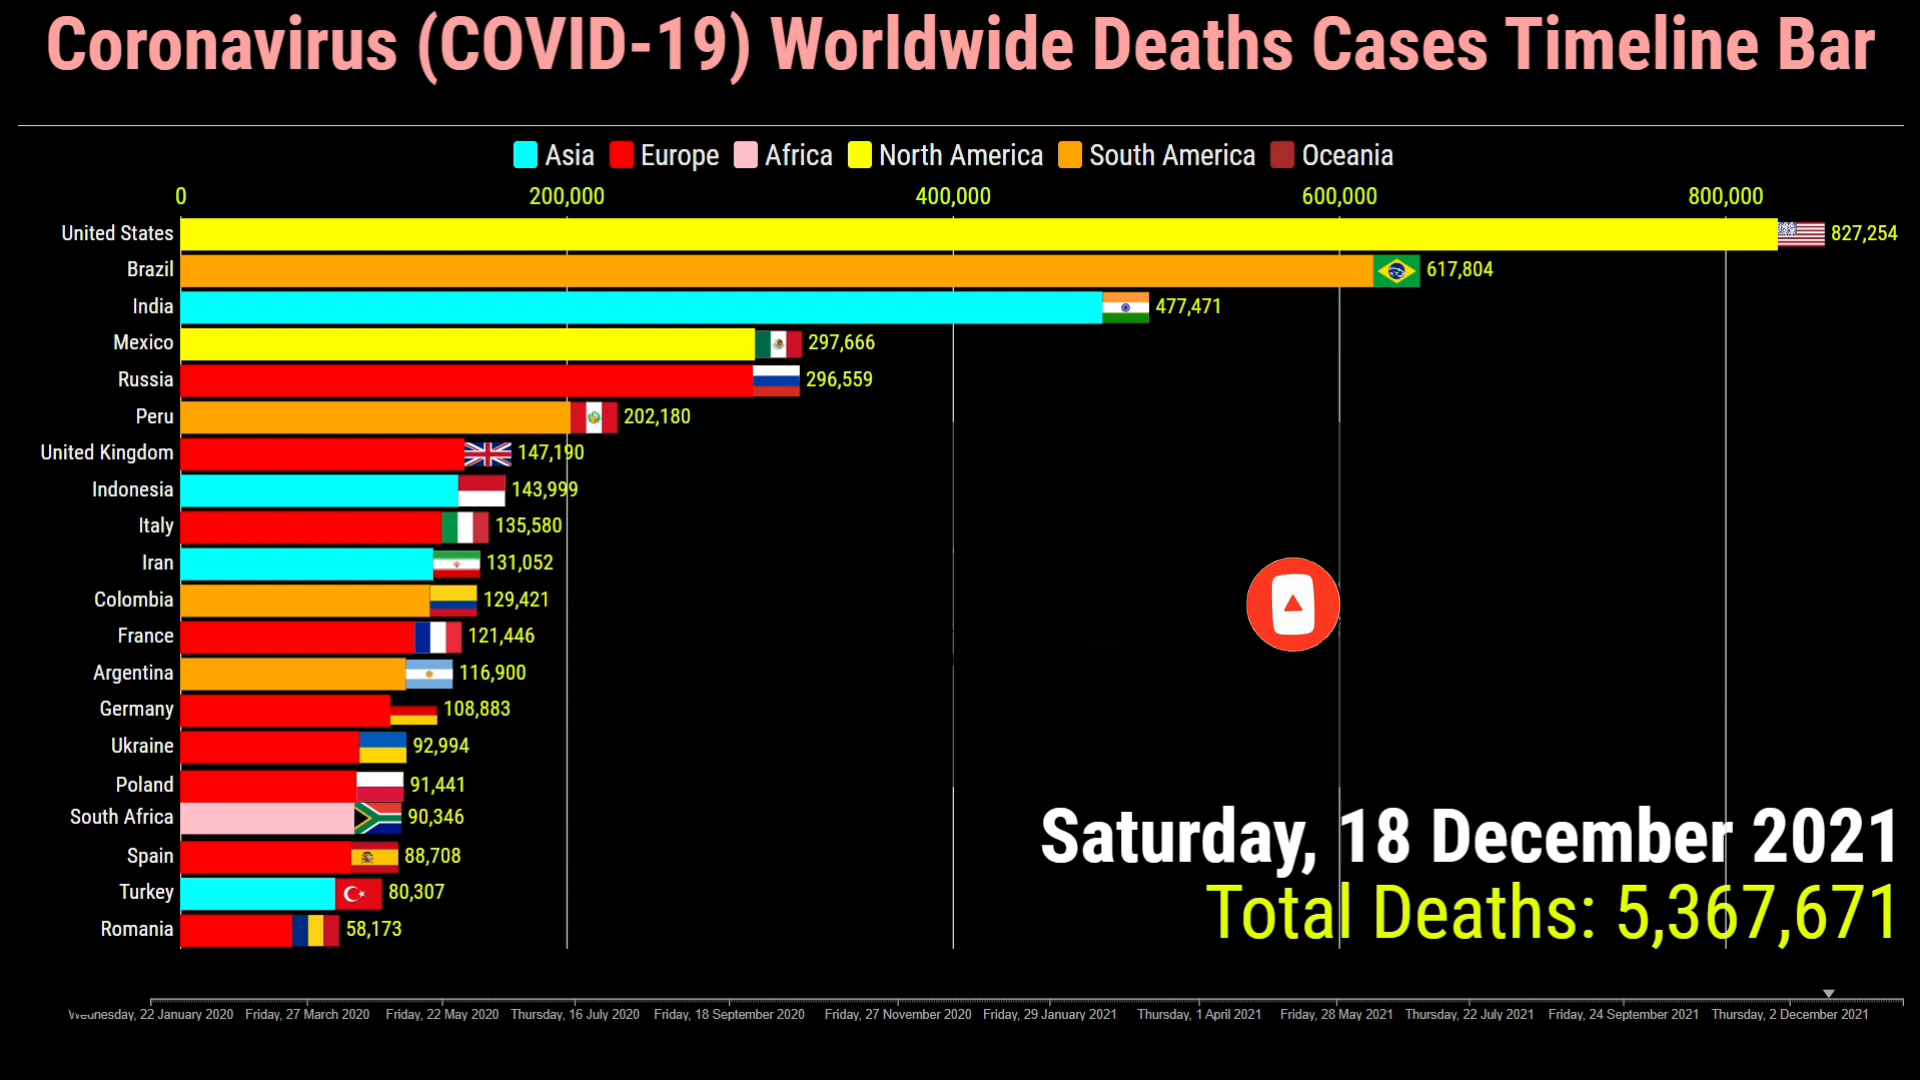 Coronavirus (COVID-19) Worldwide Deaths Cases Timeline Bar
Asia Europe Africa North America South America Oceania
0 200,000 400,000 600,000 800,000
United States 827,254
Brazil 617,804
India 477,471
Mexico 297,666
Russia 296,559
Peru 202,180
United Kingdom 147,190
Indonesia 143,999
Italy 135,580
Iran 131,052
Colombia 129,421
France 121,446
Argentina 116,900
Germany 108,883
Ukraine 92,994
Poland 91,441
South Africa 90,346
Spain 88,708
Turkey 80,307
Romania 58,173
Saturday, 18 December 2021
Total Deaths: 5,367,671
Wednesday, 22 January 2020 Friday, 27 March 2020 Friday, 22 May 2020 Thursday, 16 July 2020 Friday, 18 September 2020 Friday, 27 November 2020 Friday, 29 January 2021 Thursday, 1 April 2021 Friday, 28 May 2021 Thursday, 22 July 2021 Friday, 24 September 2021 Thursday, 2 December 2021